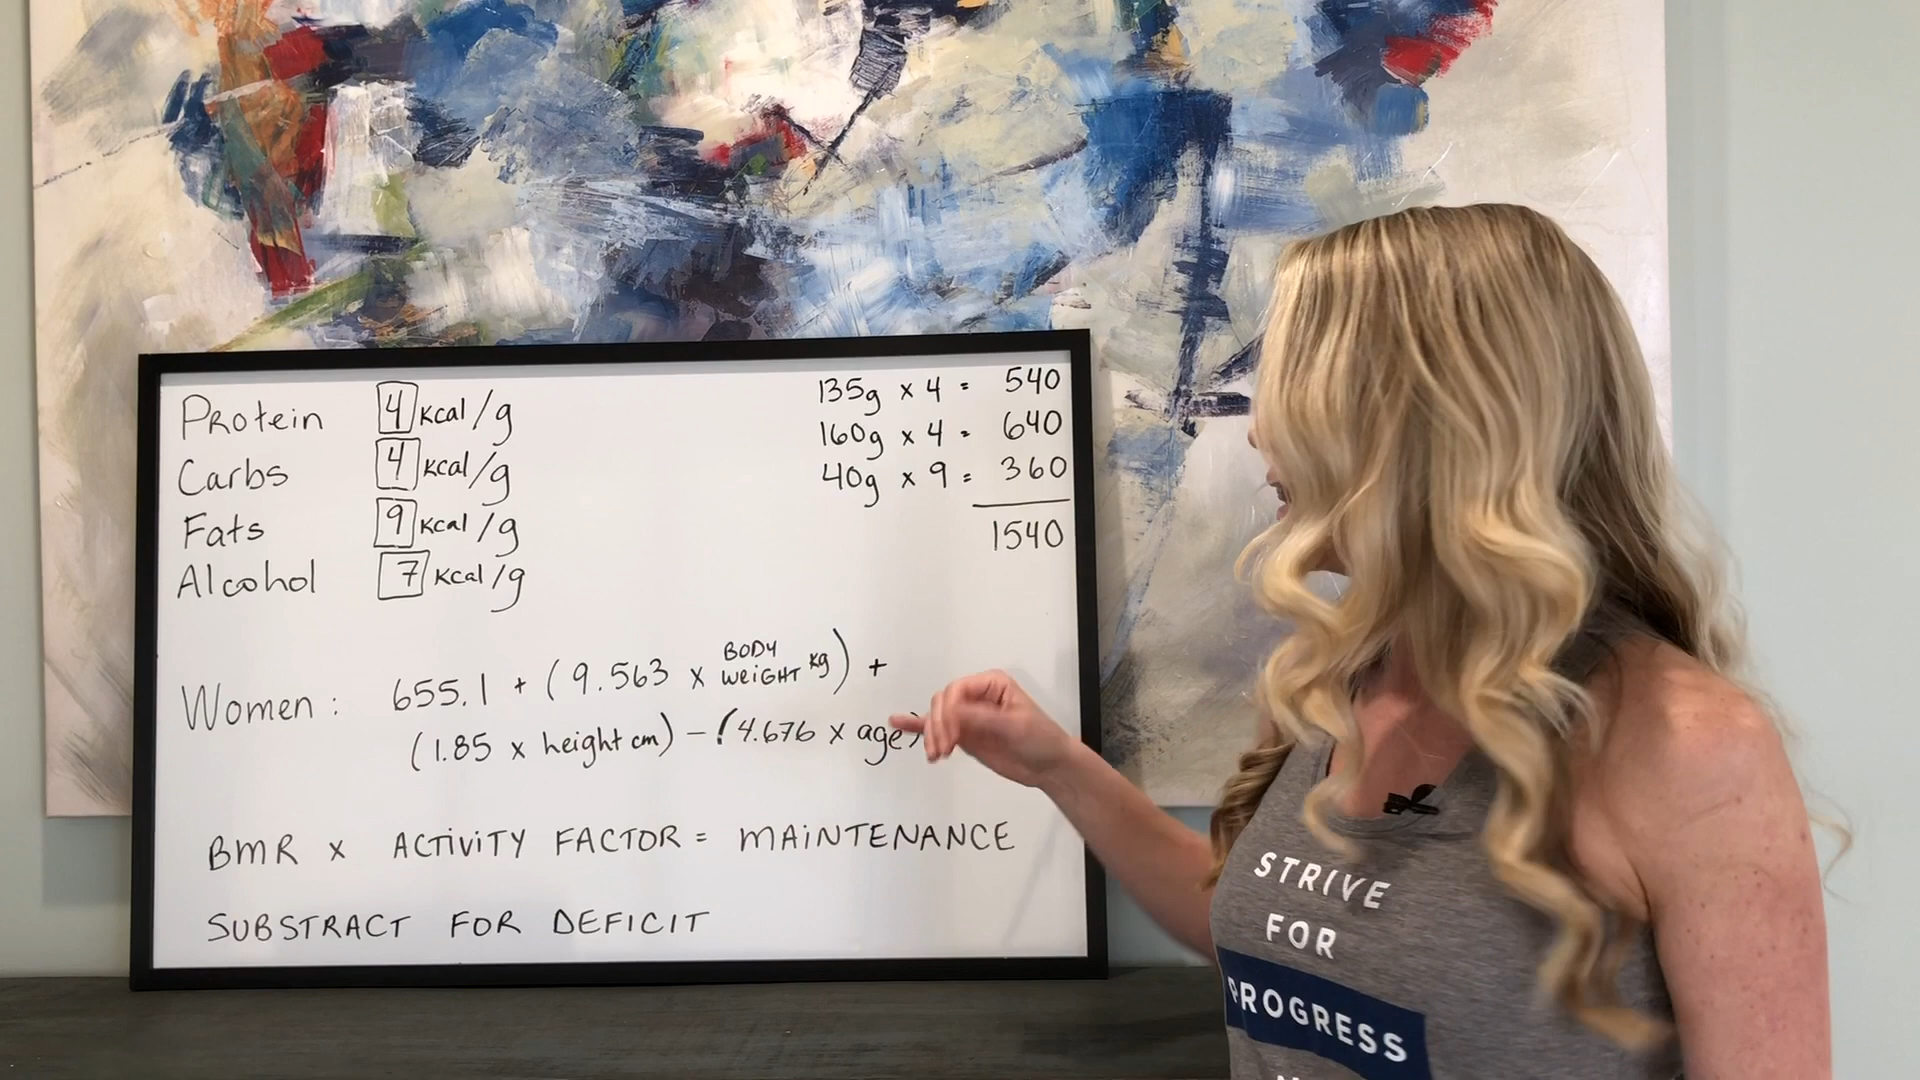 Protein 4 kcal/g
Carbs 4 kcal/g
Fats 9 kcal/g
Alcohol 7 kcal/g
135g x 4 = 540
160g x 4 = 640
40g x 9 = 360
1540
Women: 655.1 + (9.563 x BODY WEIGHT kg) +
(1.85 x height cm) – (4.676 x age)
BMR x ACTIVITY FACTOR = MAINTENANCE
SUBSTRACT FOR DEFICIT
STRIVE
FOR
PROGRESS